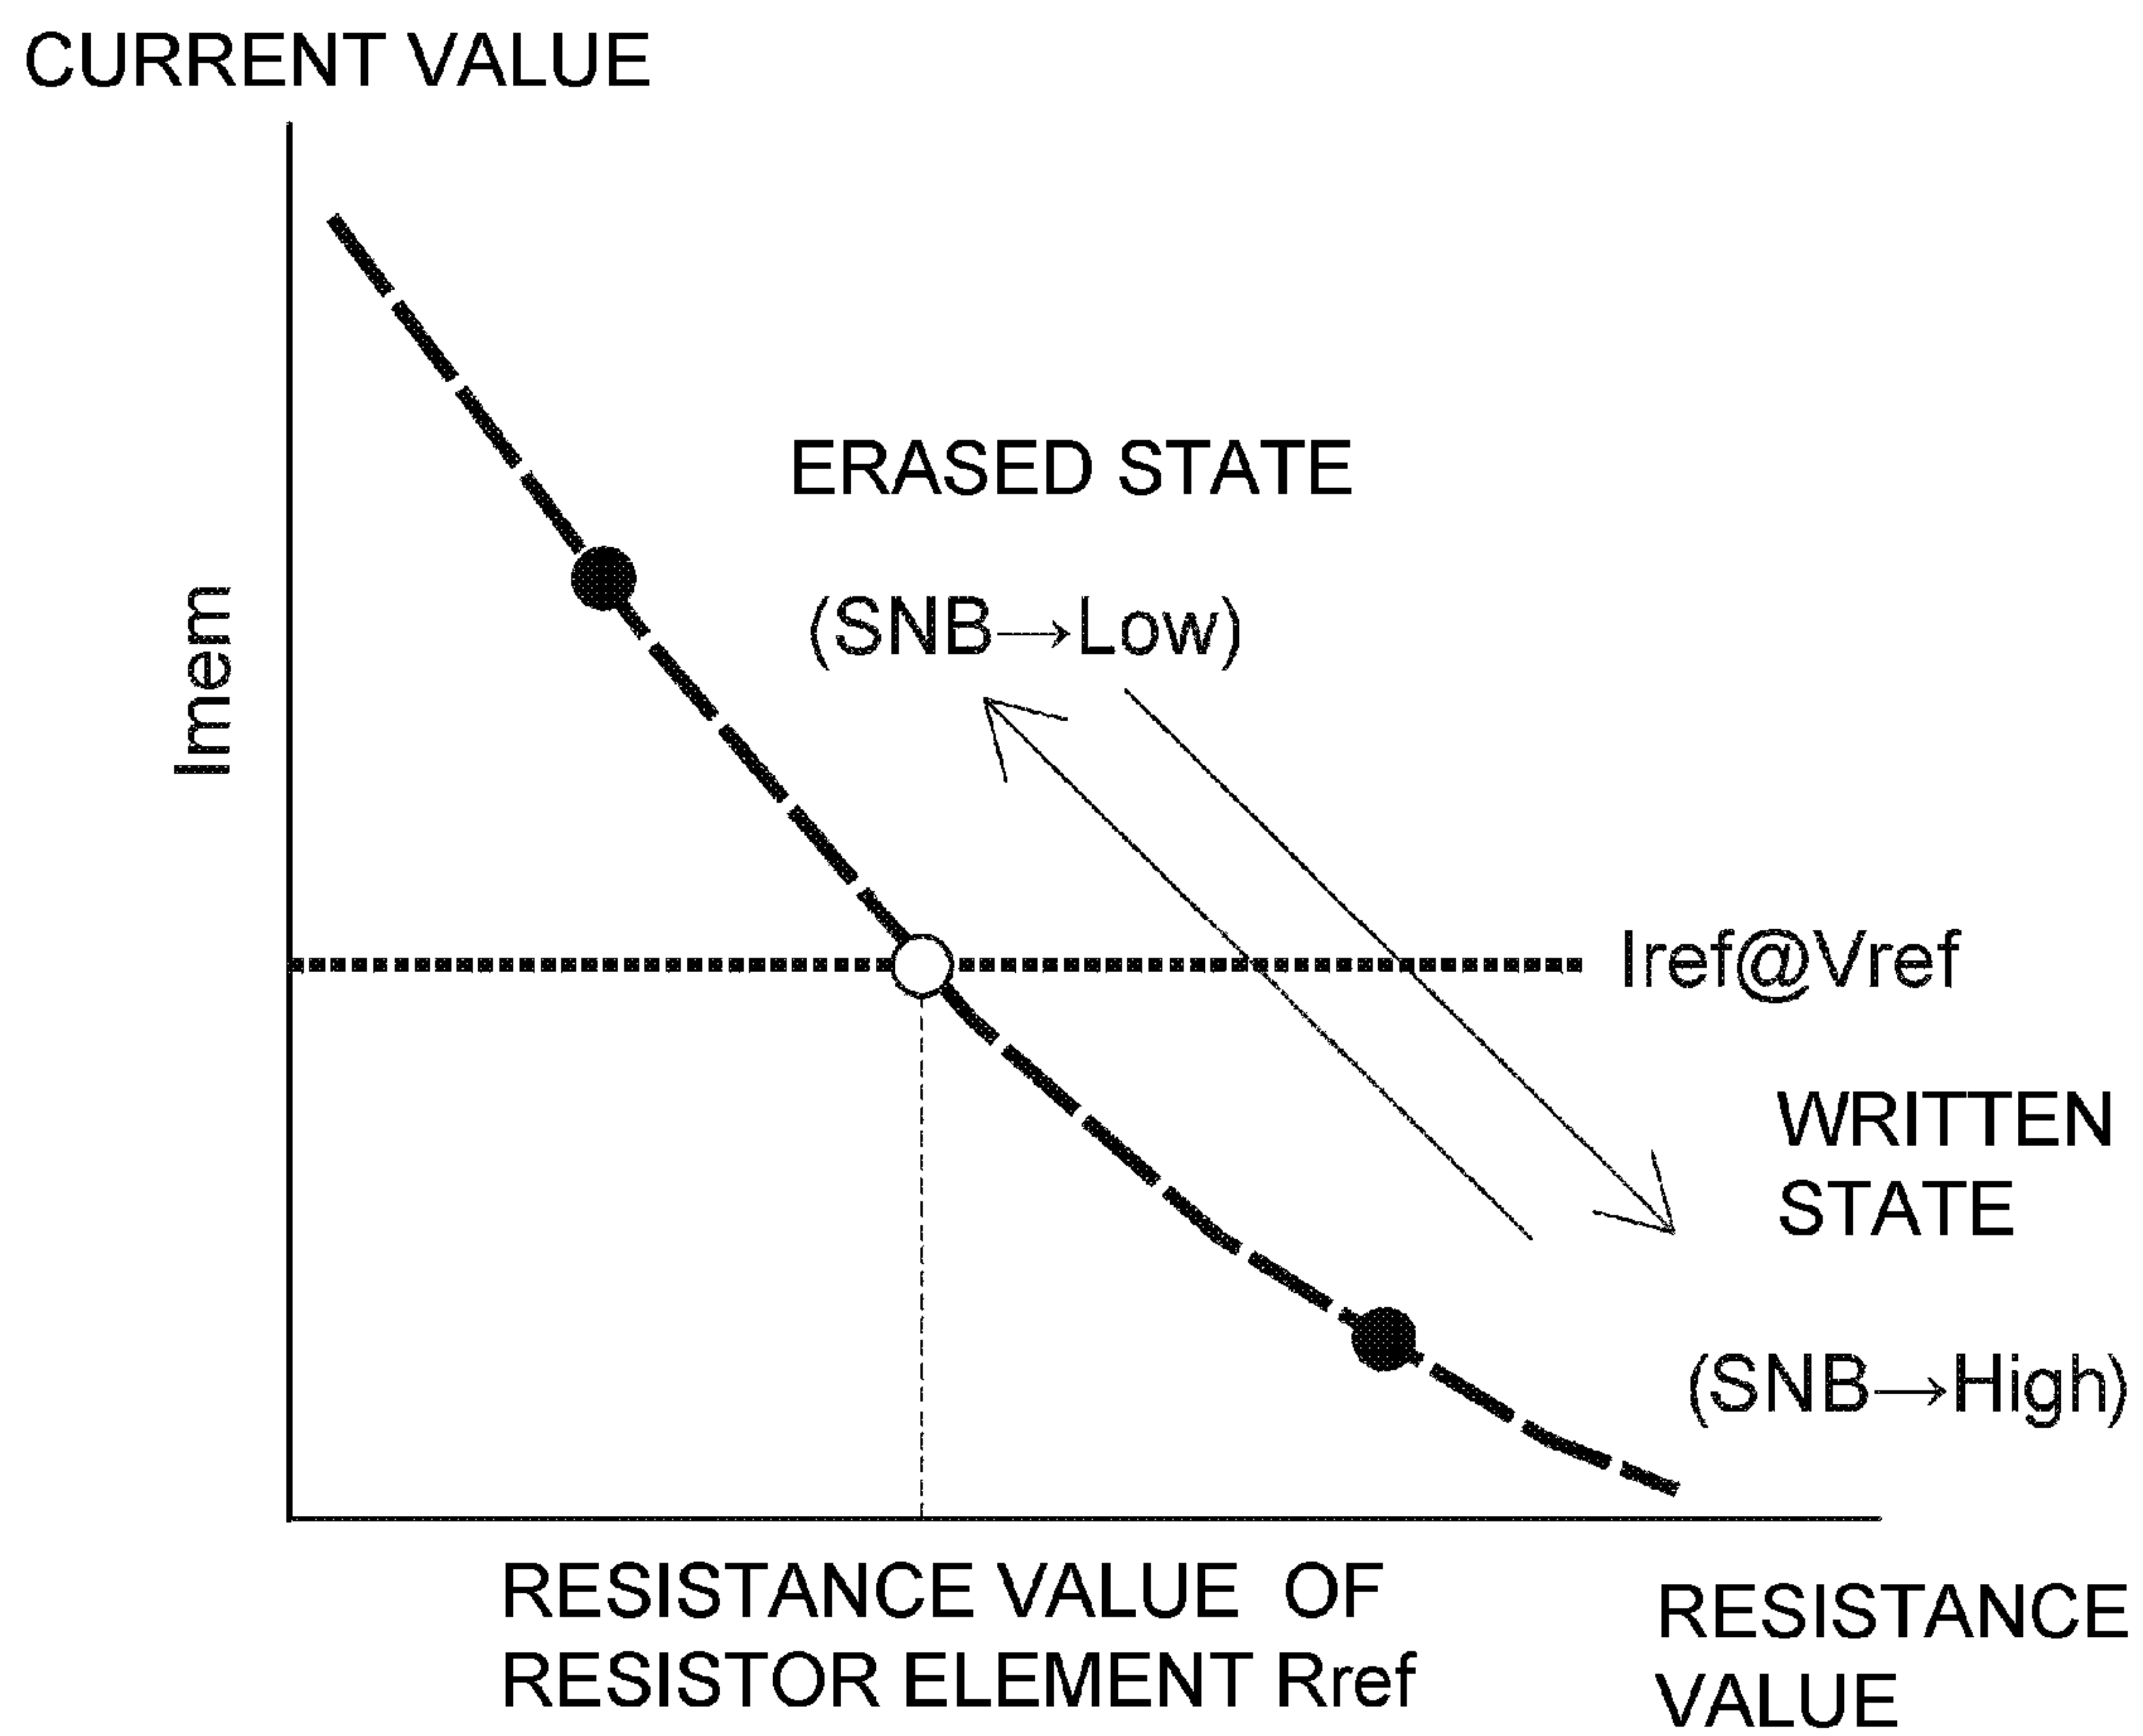 CURRENT VALUE
ERASED STATE
(SNB→Low)
Imem
Iref@Vref
WRITTEN
STATE
(SNB→High)
RESISTANCE VALUE OF
RESISTOR ELEMENT Rref
RESISTANCE
VALUE